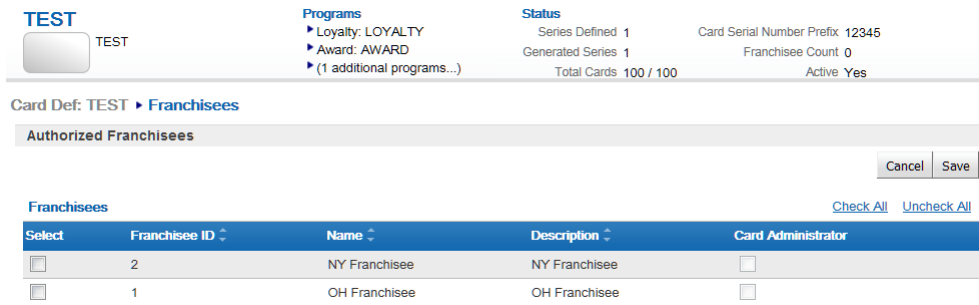 TEST
TEST
Programs
Loyalty: LOYALTY
Award: AWARD
(1 additional programs...)
Status
Series Defined 1
Generated Series 1
Total Cards 100 / 100
Card Serial Number Prefix 12345
Franchisee Count 0
Active Yes
Card Def: TEST Franchisees
Authorized Franchisees
Cancel Save
Franchisees Check All Uncheck All
Select Franchisee ID Name Description Card Administrator
2 NY Franchisee NY Franchisee
1 OH Franchisee OH Franchisee